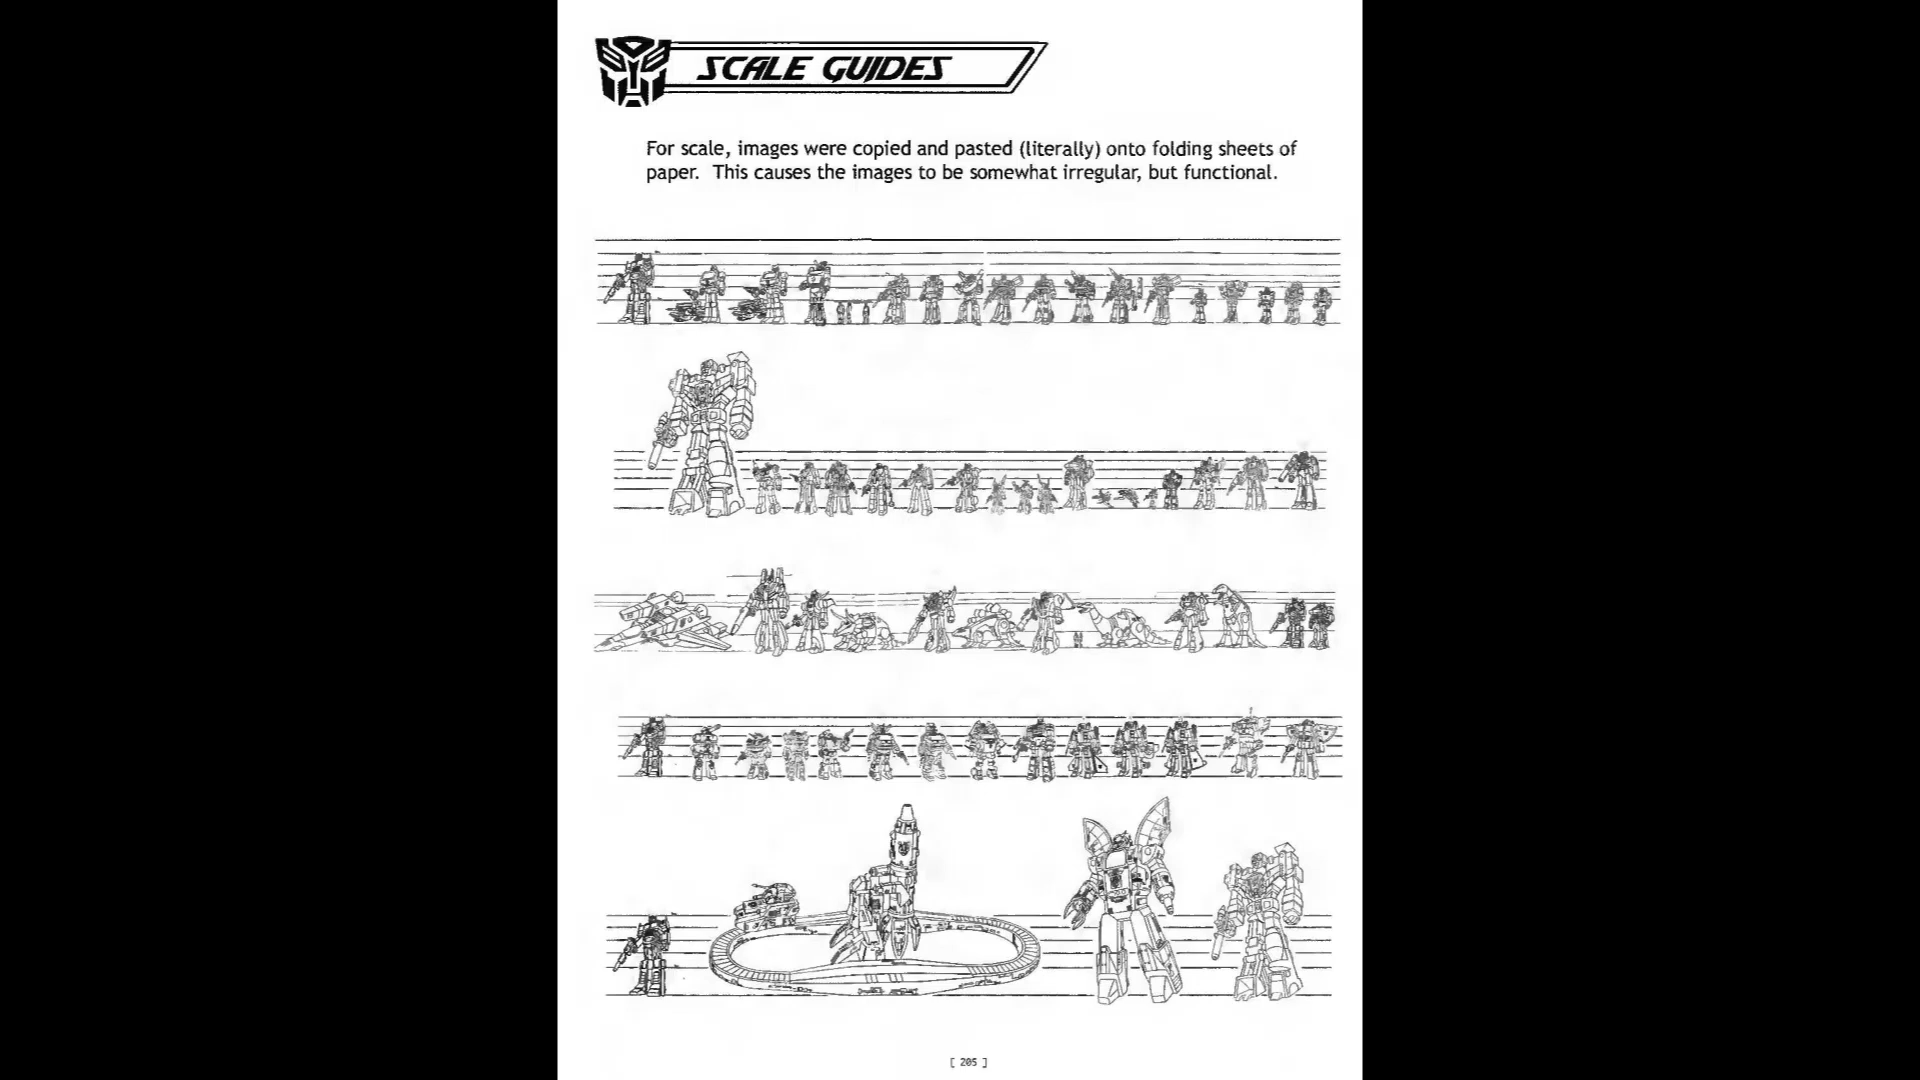 SCALE GUIDES
For scale, images were copied and pasted (literally) onto folding sheets of
paper.  This causes the images to be somewhat irregular, but functional.
[ 205 ]